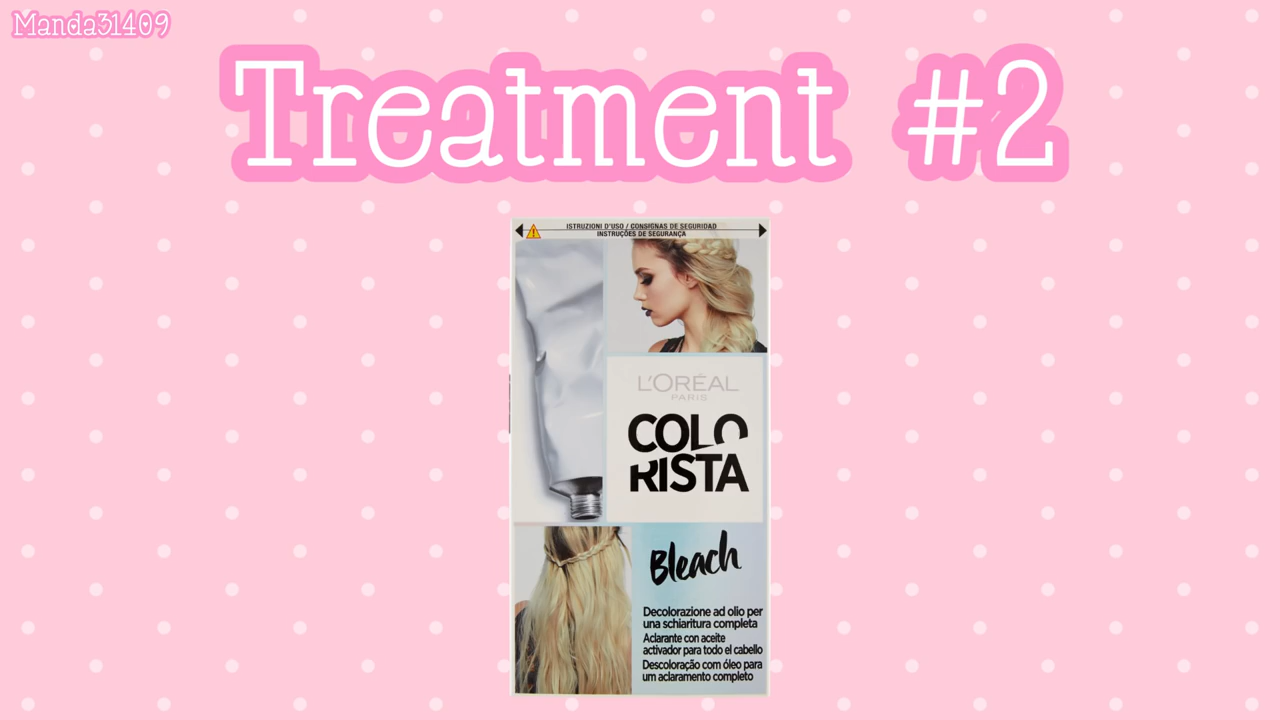 Manda31409
Treatment #2
ISTRUZIONI D'USO / CONSIGNAS DE SEGURIDAD
INSTRUÇÕES DE SEGURANÇA
L'ORÉAL
PARIS
COLO
RISTA
Bleach
Decolorazione ad olio per
una schiaritura completa
Aclarante con aceite
activador para todo el cabello
Descoloração com óleo para
um aclaramento completo